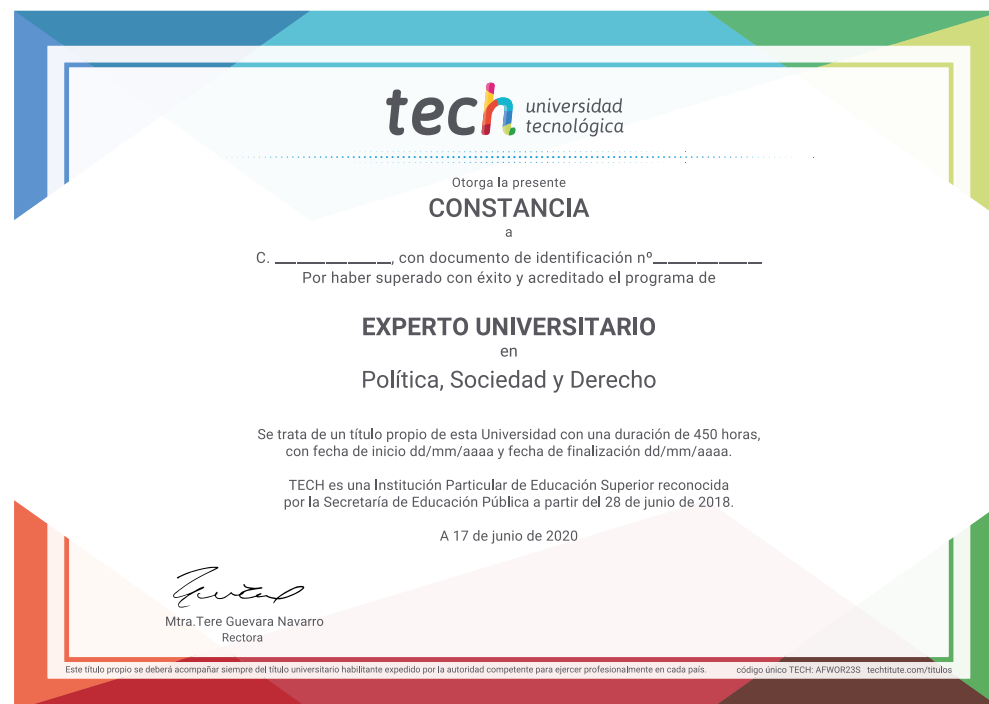 tech universidad
tecnológica
Otorga la presente
CONSTANCIA
a
C. ________________, con documento de identificación nº_______________
Por haber superado con éxito y acreditado el programa de
EXPERTO UNIVERSITARIO
en
Política, Sociedad y Derecho
Se trata de un título propio de esta Universidad con una duración de 450 horas,
con fecha de inicio dd/mm/aaaa y fecha de finalización dd/mm/aaaa.
TECH es una Institución Particular de Educación Superior reconocida
por la Secretaría de Educación Pública a partir del 28 de junio de 2018.
A 17 de junio de 2020
Mtra.Tere Guevara Navarro
Rectora
Este título propio se deberá acompañar siempre del título universitario habilitante expedido por la autoridad competente para ejercer profesionalmente en cada país. código único TECH: AFWOR23S techtitute.com/titulos